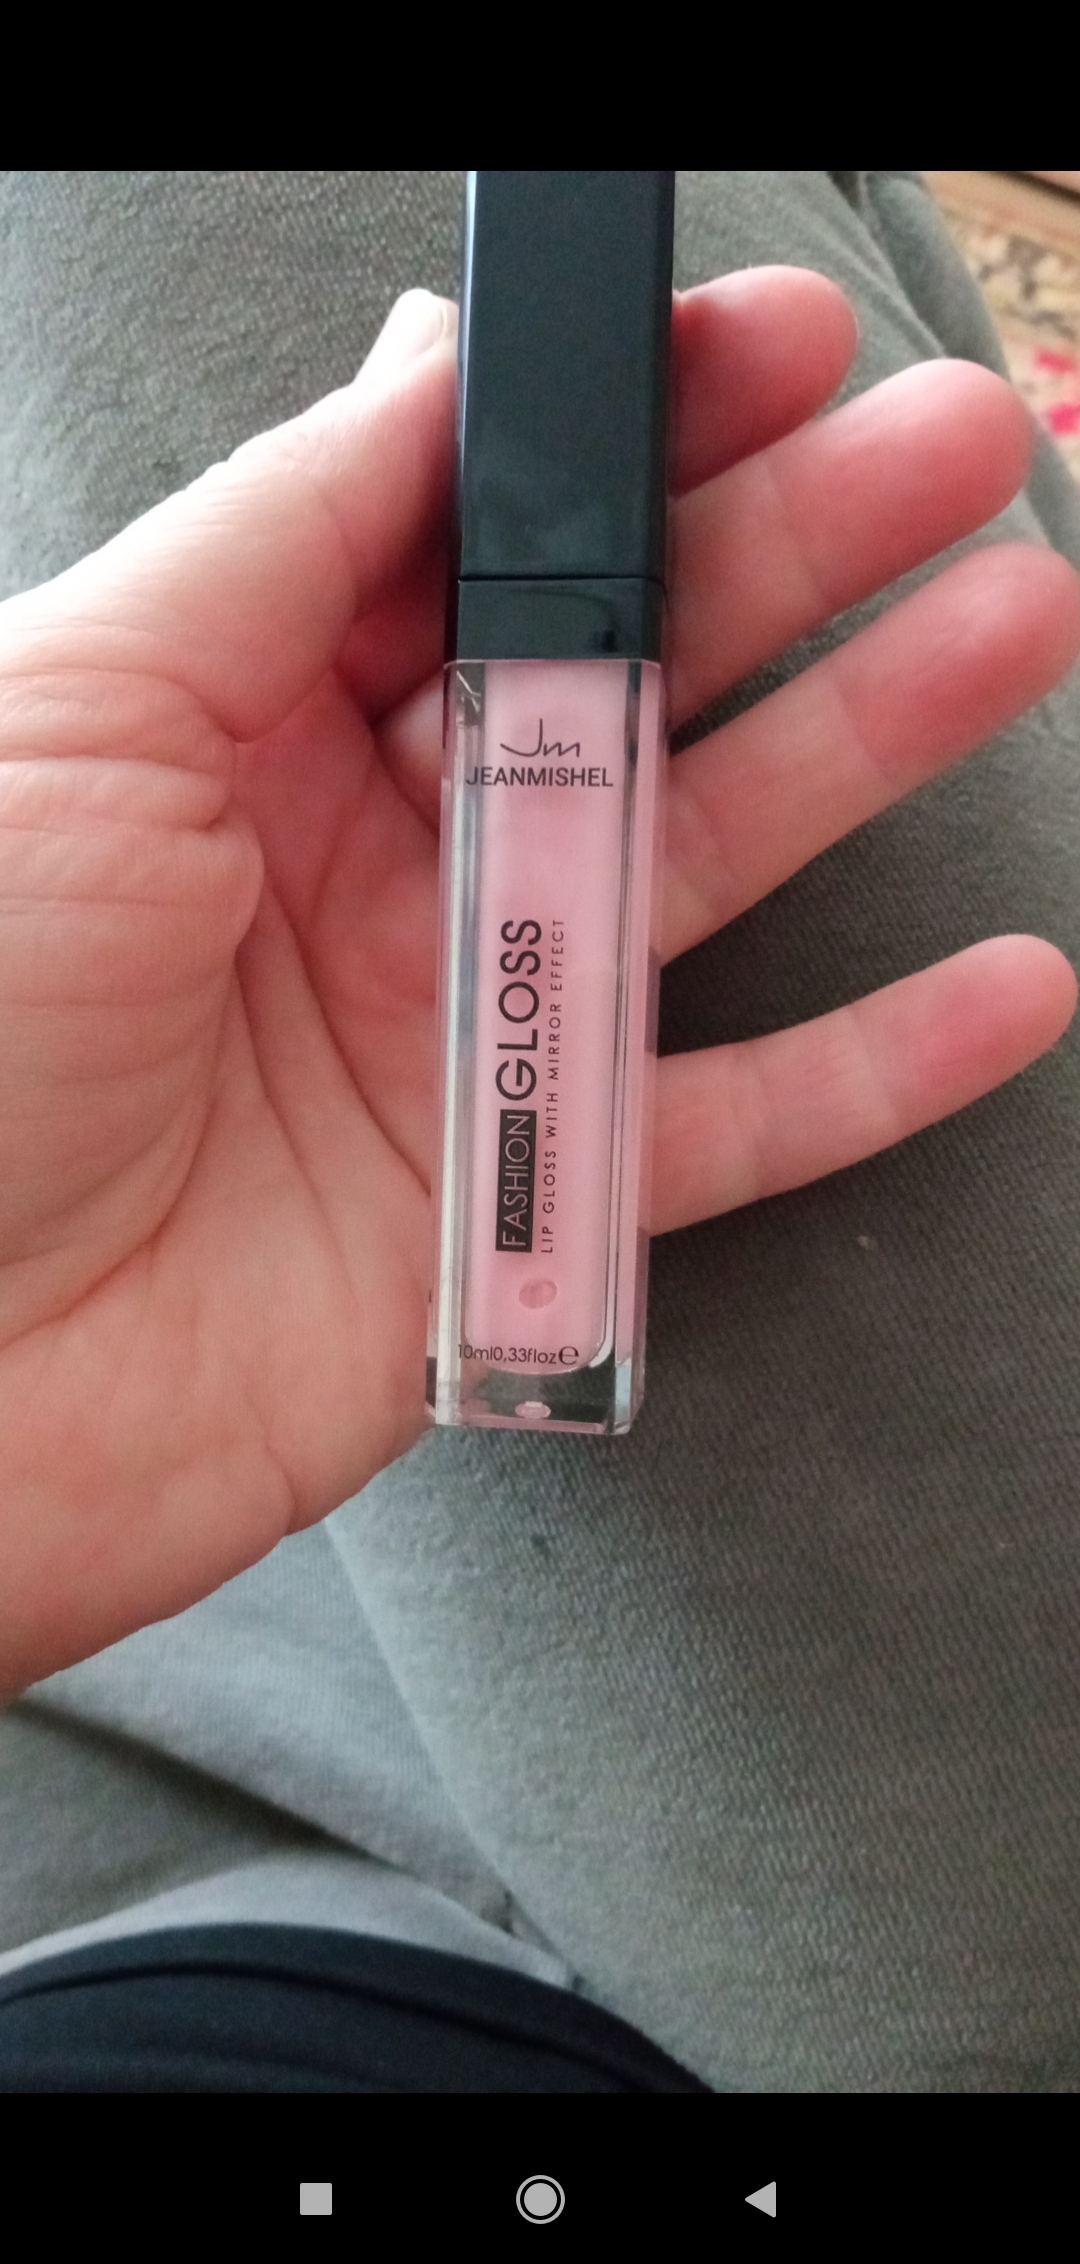 Jm
JEANMISHEL
FASHION GLOSS
LIP GLOSS WITH MIRROR EFFECT
10ml0,33floz℮